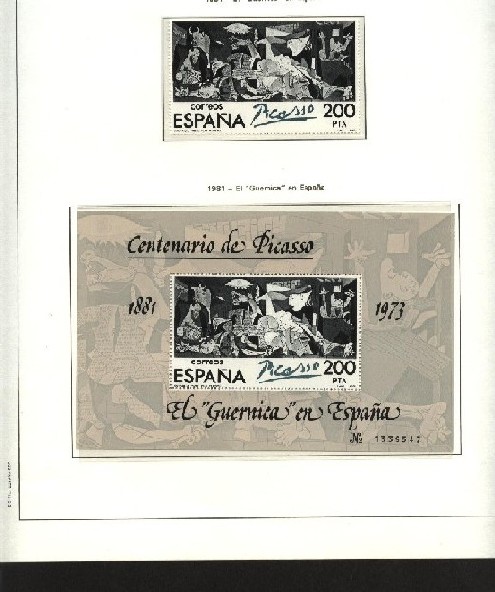 correos
ESPAÑA Picasso 200
PTA
1981 - El "Guernica" en España
Centenario de Picasso
1881 1973
correos
ESPAÑA Picasso 200
PTA
El "Guernica" en España
№